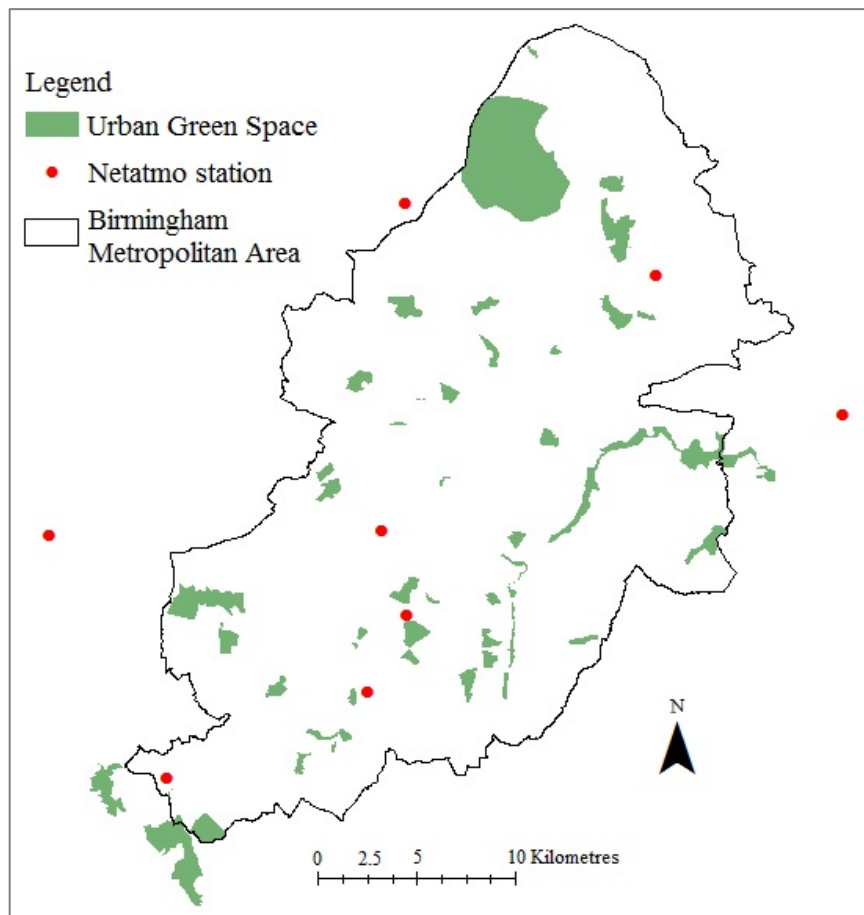 Legend
Urban Green Space
Netatmo station
Birmingham
Metropolitan Area
N
0 2.5 5 10 Kilometres